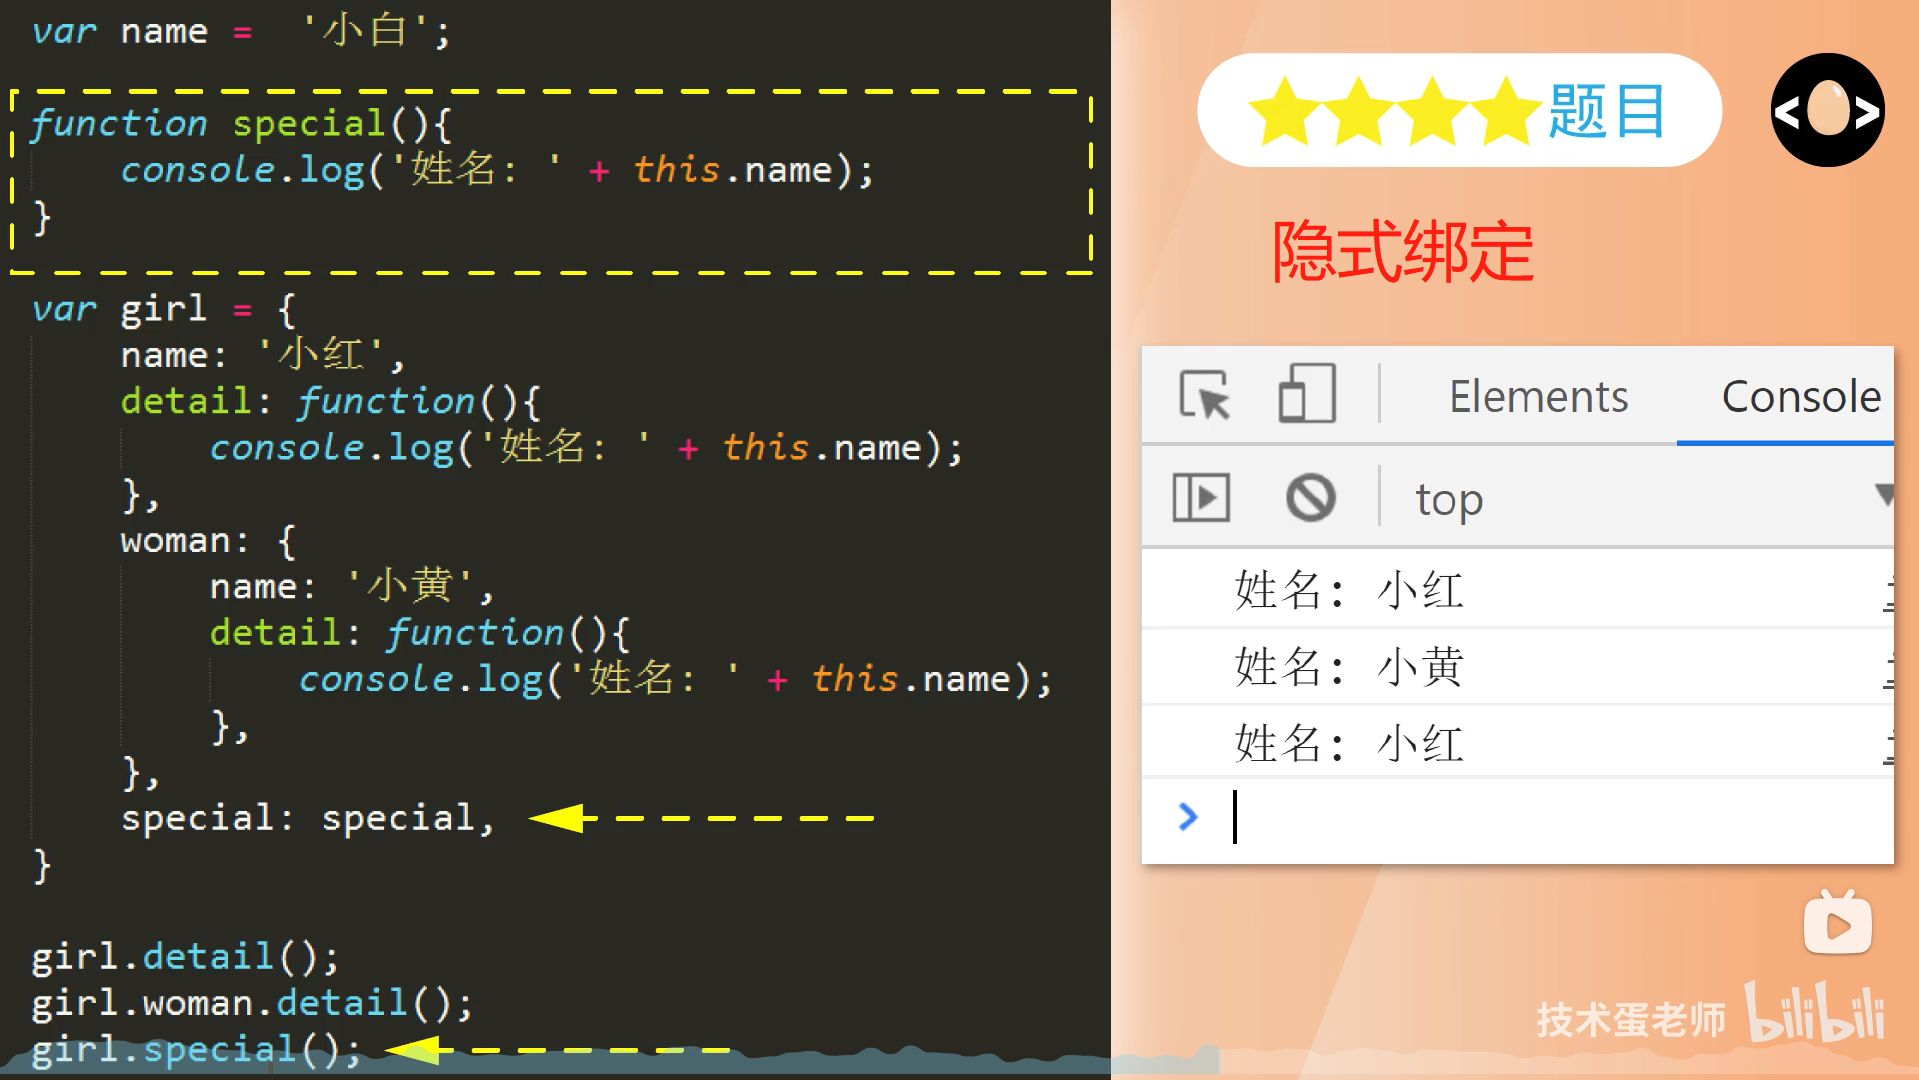 var name =  '小白';
function special(){
    console.log('姓名: ' + this.name);
}
var girl = {
    name: '小红',
    detail: function(){
        console.log('姓名: ' + this.name);
    },
    woman: {
        name: '小黄',
        detail: function(){
            console.log('姓名: ' + this.name);
        },
    },
    special: special,
}
girl.detail();
girl.woman.detail();
girl.special();
题目
< >
隐式绑定
Elements Console
top
姓名: 小红
姓名: 小黄
姓名: 小红
技术蛋老师 bilibili